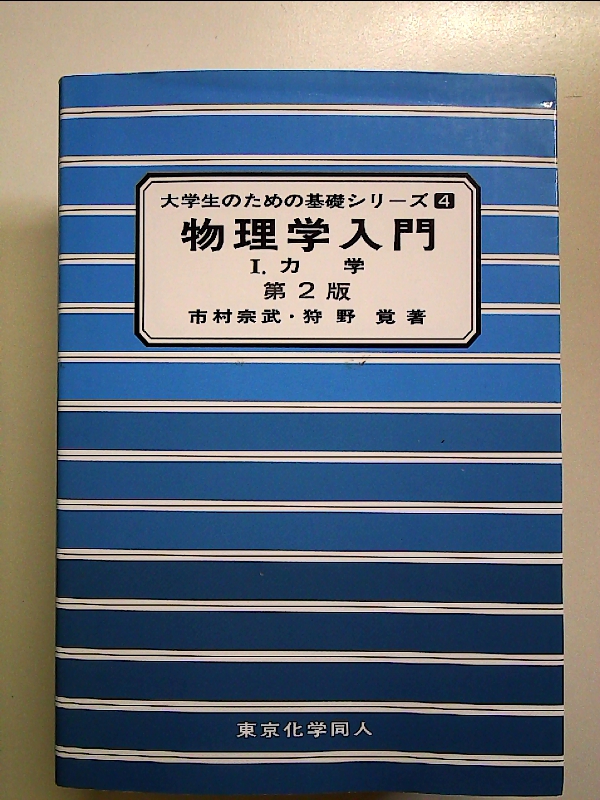 大学生のための基礎シリーズ 4
物理学入門
I. 力 学
第2版
市村宗武・狩野 覚著
東京化学同人